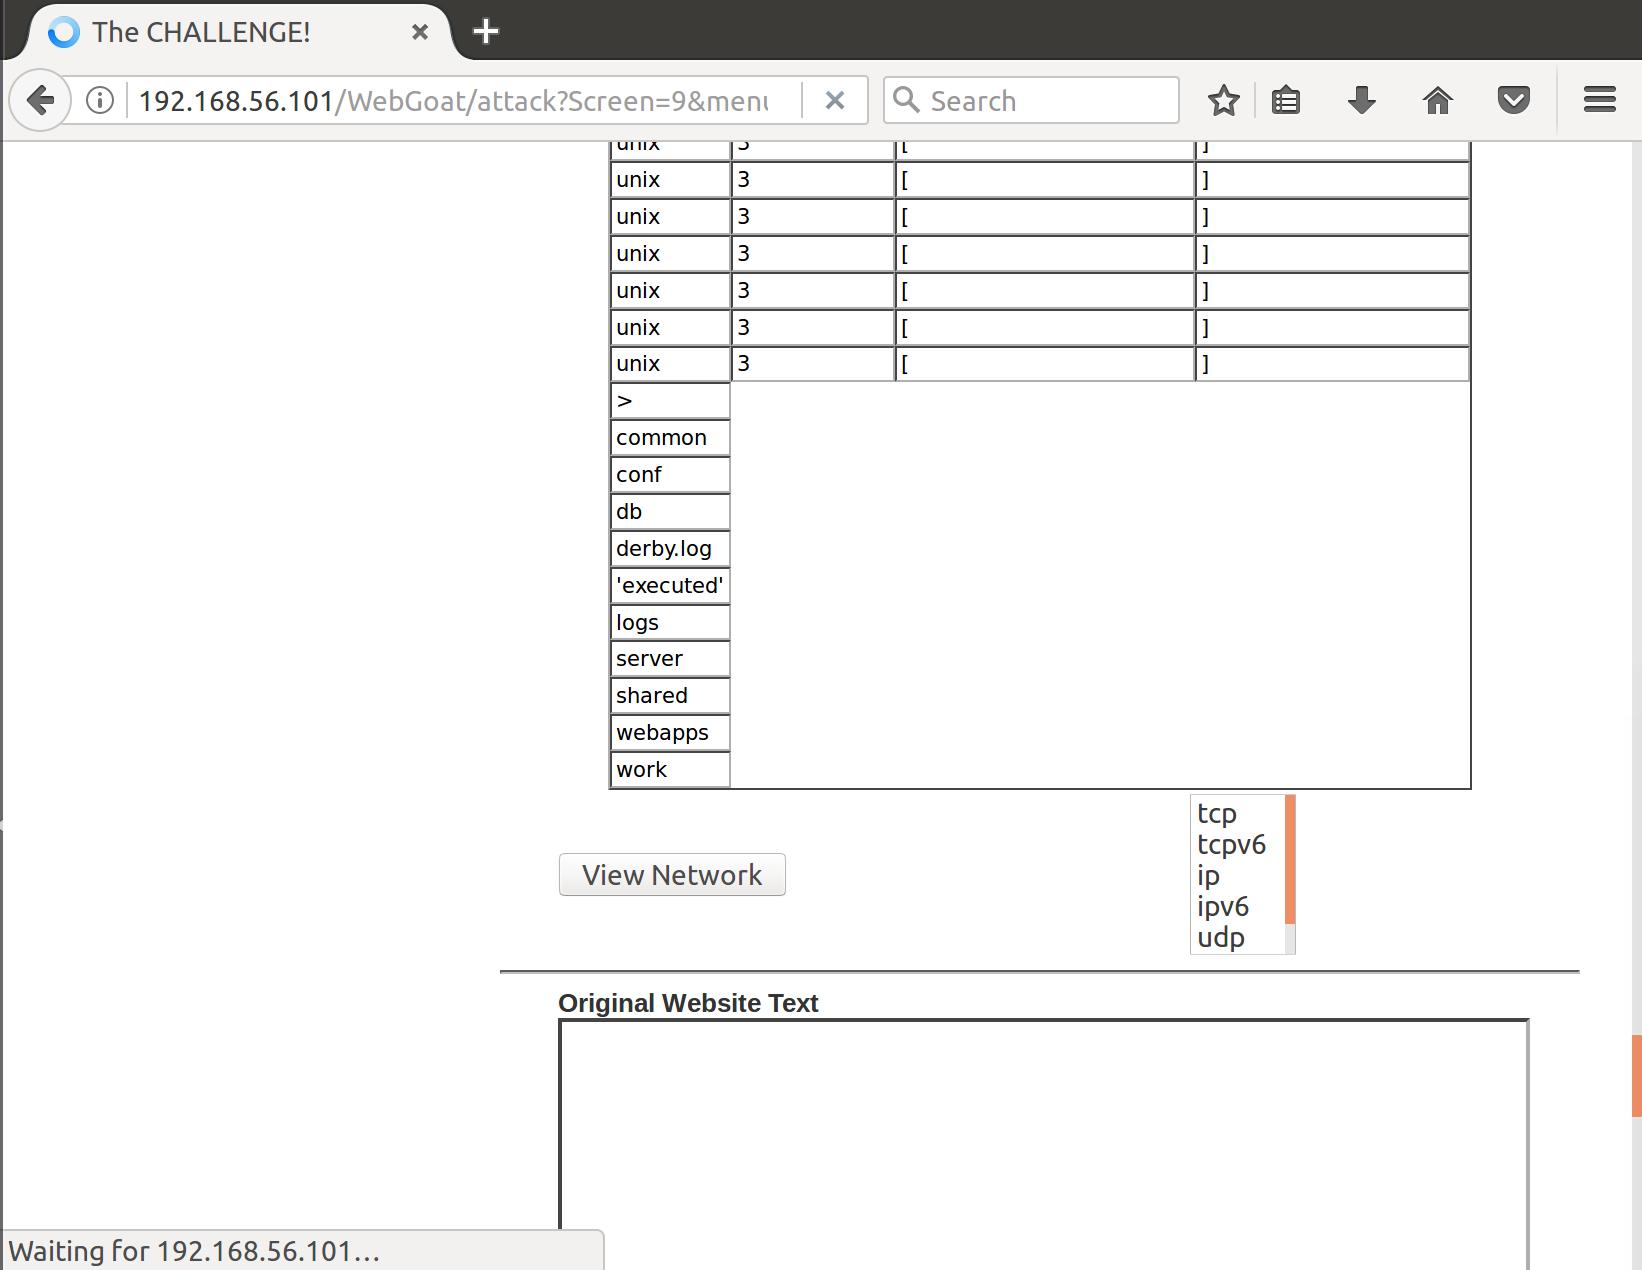 The CHALLENGE!
192.168.56.101/WebGoat/attack?Screen=9&menu
Search
unix 3 [ ]
unix 3 [ ]
unix 3 [ ]
unix 3 [ ]
unix 3 [ ]
unix 3 [ ]
unix 3 [ ]
>
common
conf
db
derby.log
'executed'
logs
server
shared
webapps
work
tcp
tcpv6
View Network
ip
ipv6
udp
Original Website Text
Waiting for 192.168.56.101...